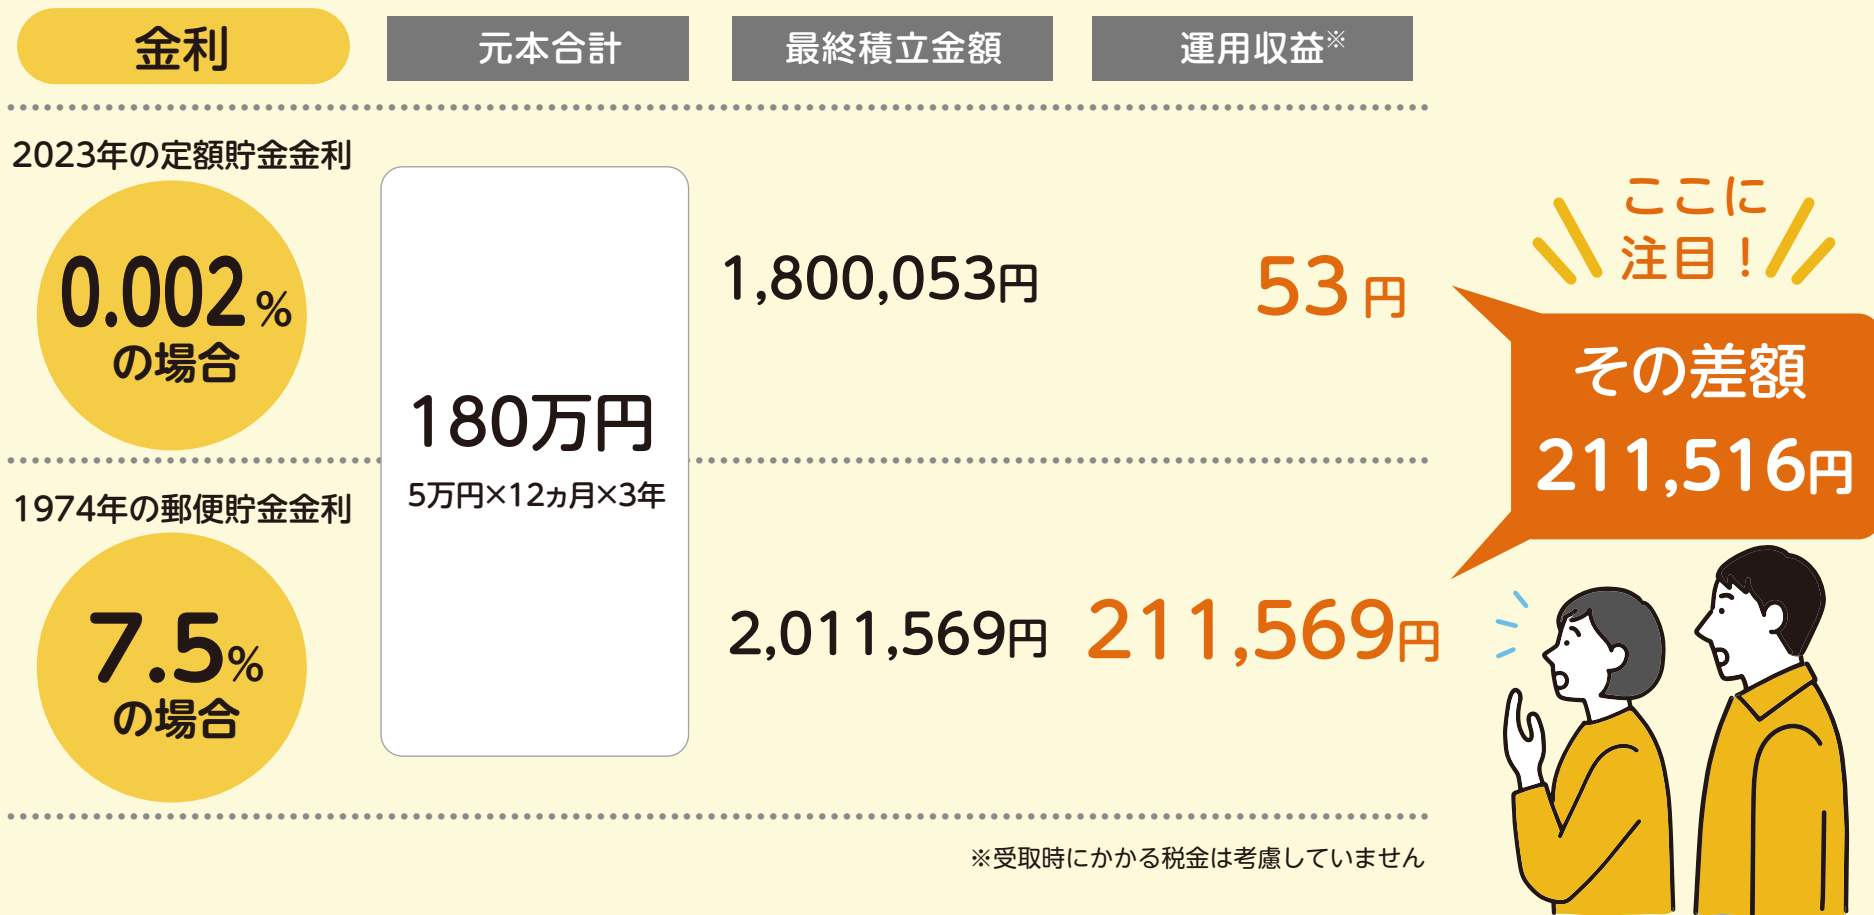 金利
元本合計
最終積立金額
運用収益※
2023年の定額貯金金利
0.002%
の場合
180万円
5万円×12ヵ月×3年
1,800,053円
53円
ここに
注目！
その差額
211,516円
1974年の郵便貯金金利
7.5%
の場合
2,011,569円
211,569円
※受取時にかかる税金は考慮していません